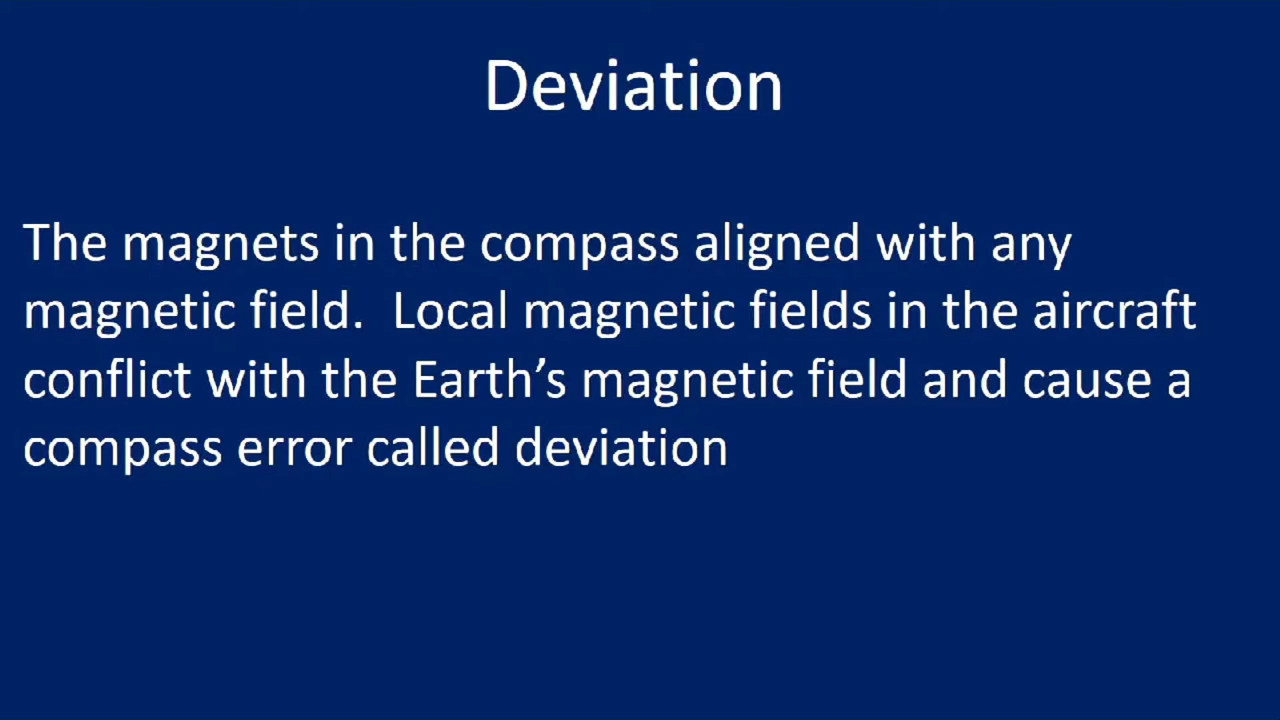 Deviation
The magnets in the compass aligned with any
magnetic field.  Local magnetic fields in the aircraft
conflict with the Earth’s magnetic field and cause a
compass error called deviation